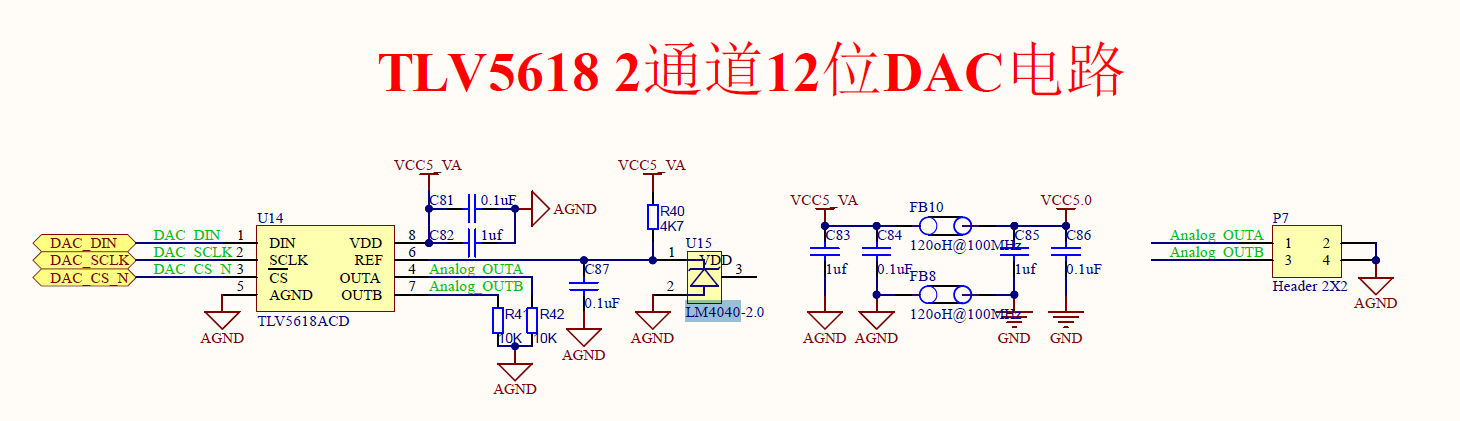 TLV5618 2通道12位DAC电路
VCC5_VA
C81
0.1uF
AGND
C82
1uf
U14
DAC_DIN
DAC_DIN
1
DIN
VDD
8
DAC_SCLK
DAC_SCLK
2
SCLK
REF
6
DAC_CS_N
DAC_CS_N
3
CS
OUTA
4
Analog_OUTA
5
AGND
OUTB
7
Analog_OUTB
AGND
TLV5618ACD
R41
10K
R42
10K
AGND
C87
0.1uF
AGND
VCC5_VA
R40
4K7
U15
1
VDD
3
2
LM4040-2.0
AGND
VCC5_VA
FB10
VCC5.0
C83
C84
120oH@100MHz
C85
C86
1uf
0.1uF
FB8
1uf
0.1uF
120oH@100MHz
AGND
AGND
GND
GND
P7
Analog_OUTA
1
2
Analog_OUTB
3
4
Header 2X2
AGND